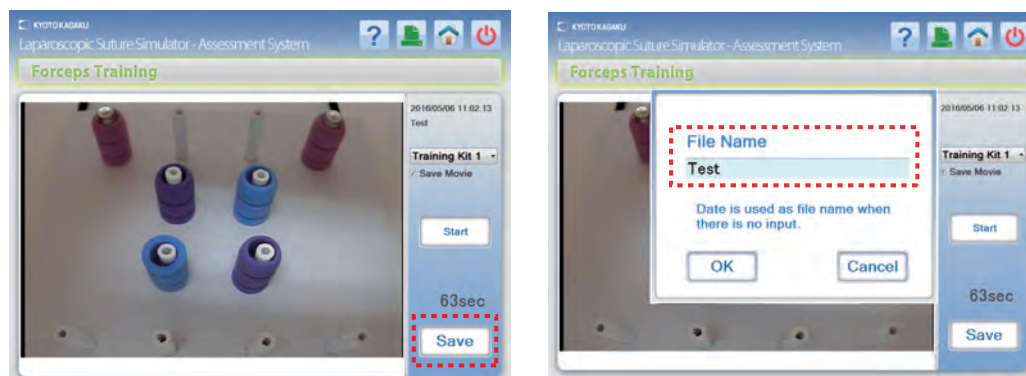 KYOTO KAGAKU
Laparoscopic Suture Simulator - Assessment System
?
Forceps Training
2016/05/06 11:02:13
Test
Training Kit 1
Save Movie
Start
63sec
Save
KYOTO KAGAKU
Laparoscopic Suture Simulator - Assessment System
?
Forceps Training
2016/05/06 11:02:13
Training Kit 1
Save Movie
Start
63sec
Save
File Name
Test
Date is used as file name when
there is no input.
OK
Cancel